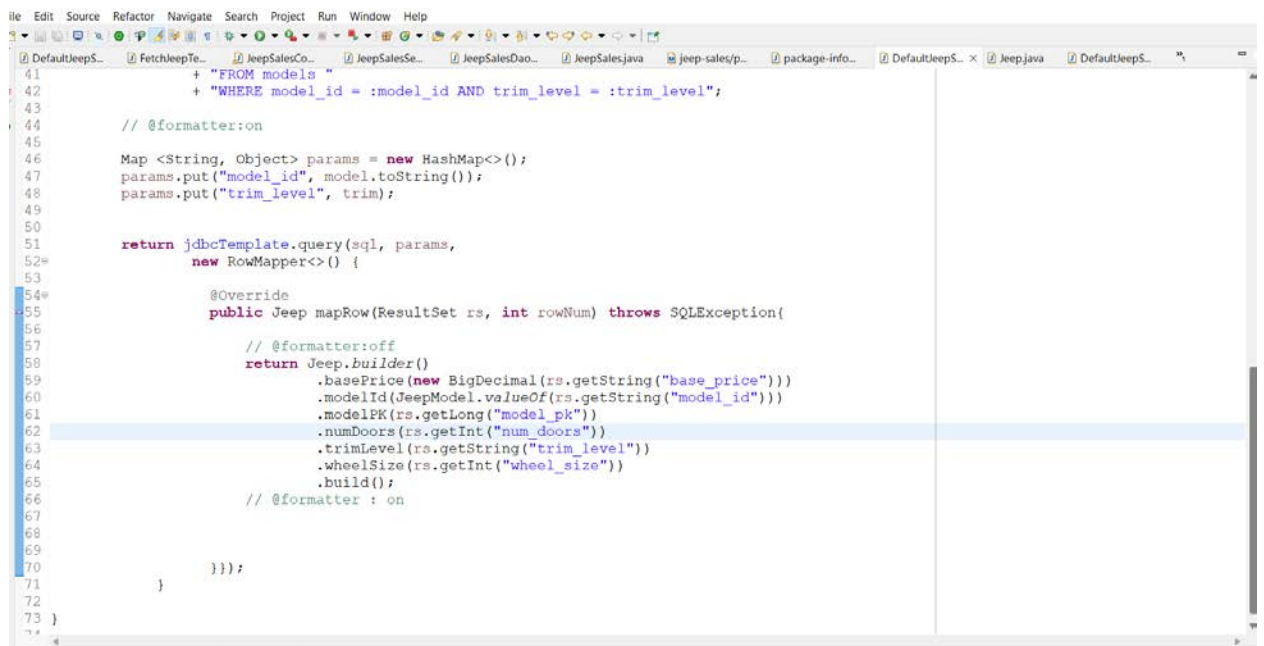 ile Edit Source Refactor Navigate Search Project Run Window Help
DefaultJeepS... FetchJeepTe... JeepSalesCo... JeepSalesSe... JeepSalesDao... JeepSales.java jeep-sales/p... package-info... DefaultJeepS... × Jeep.java DefaultJeepS...
41 + "FROM models "
42 + "WHERE model_id = :model_id AND trim_level = :trim_level";
43
44 // @formatter:on
45
46 Map <String, Object> params = new HashMap<>();
47 params.put("model_id", model.toString());
48 params.put("trim_level", trim);
49
50
51 return jdbcTemplate.query(sql, params,
52 new RowMapper<>() {
53
54 @Override
55 public Jeep mapRow(ResultSet rs, int rowNum) throws SQLException{
56
57 // @formatter:off
58 return Jeep.builder()
59 .basePrice(new BigDecimal(rs.getString("base_price")))
60 .modelId(JeepModel.valueOf(rs.getString("model_id")))
61 .modelPK(rs.getLong("model_pk"))
62 .numDoors(rs.getInt("num_doors"))
63 .trimLevel(rs.getString("trim_level"))
64 .wheelSize(rs.getInt("wheel_size"))
65 .build();
66 // @formatter : on
67
68
69
70 }});
71 }
72
73 }